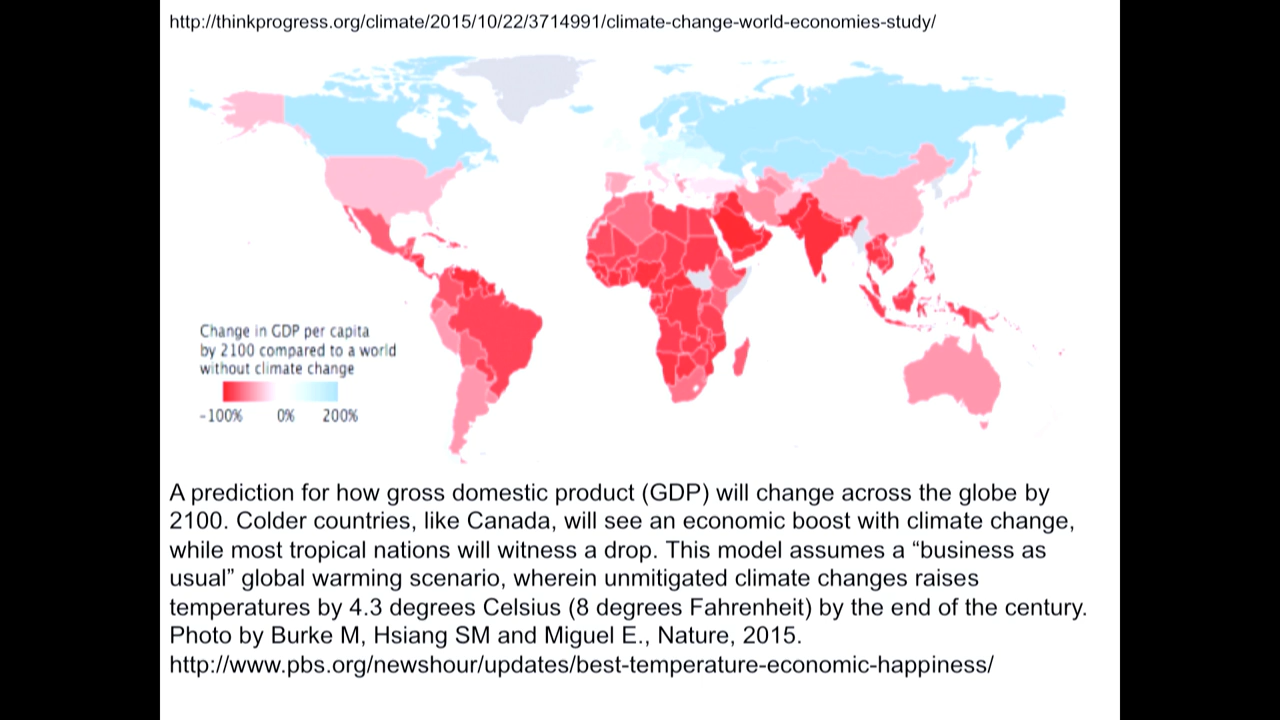 http://thinkprogress.org/climate/2015/10/22/3714991/climate-change-world-economies-study/
Change in GDP per capita
by 2100 compared to a world
without climate change
-100% 0% 200%
A prediction for how gross domestic product (GDP) will change across the globe by
2100. Colder countries, like Canada, will see an economic boost with climate change,
while most tropical nations will witness a drop. This model assumes a “business as
usual” global warming scenario, wherein unmitigated climate changes raises
temperatures by 4.3 degrees Celsius (8 degrees Fahrenheit) by the end of the century.
Photo by Burke M, Hsiang SM and Miguel E., Nature, 2015.
http://www.pbs.org/newshour/updates/best-temperature-economic-happiness/